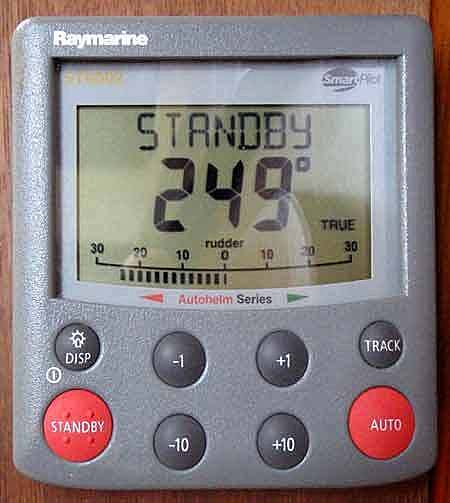 Raymarine
ST6002
SmartPilot
STANDBY
249°
TRUE
rudder
30 20 10 0 10 20 30
Autohelm Series
DISP
-1
+1
TRACK
STANDBY
-10
+10
AUTO